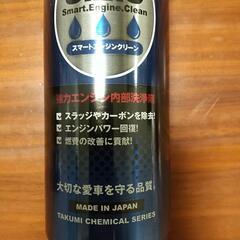 Smart.Engine.Clean
スマートエンジンクリーン
強力エンジン内部洗浄剤
• スラッジやカーボンを除去!
• エンジンパワー回復!
• 燃費の改善に貢献!
大切な愛車を守る品質
MADE IN JAPAN
TAKUMI CHEMICAL SERIES